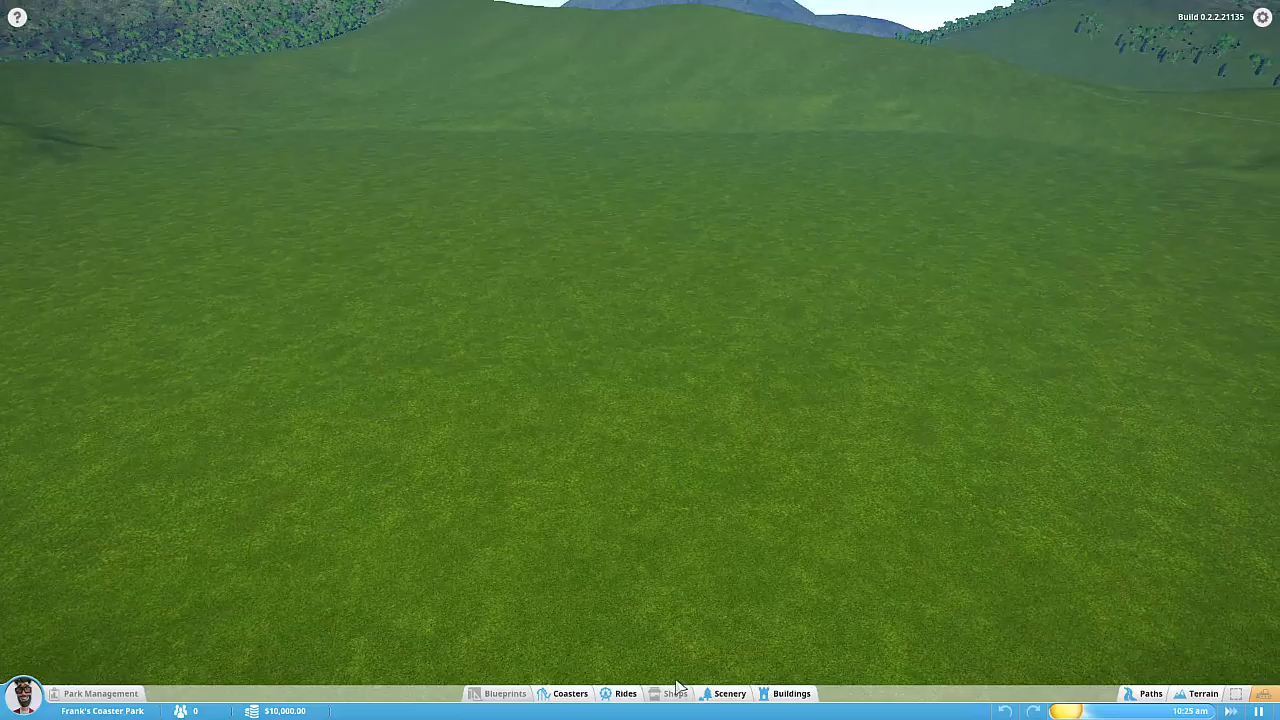 ?
Build 0.2.2.21135
Park Management
Blueprints
Coasters
Rides
Shops
Scenery
Buildings
Paths
Terrain
Frank's Coaster Park
0
$10,000.00
10:25 am